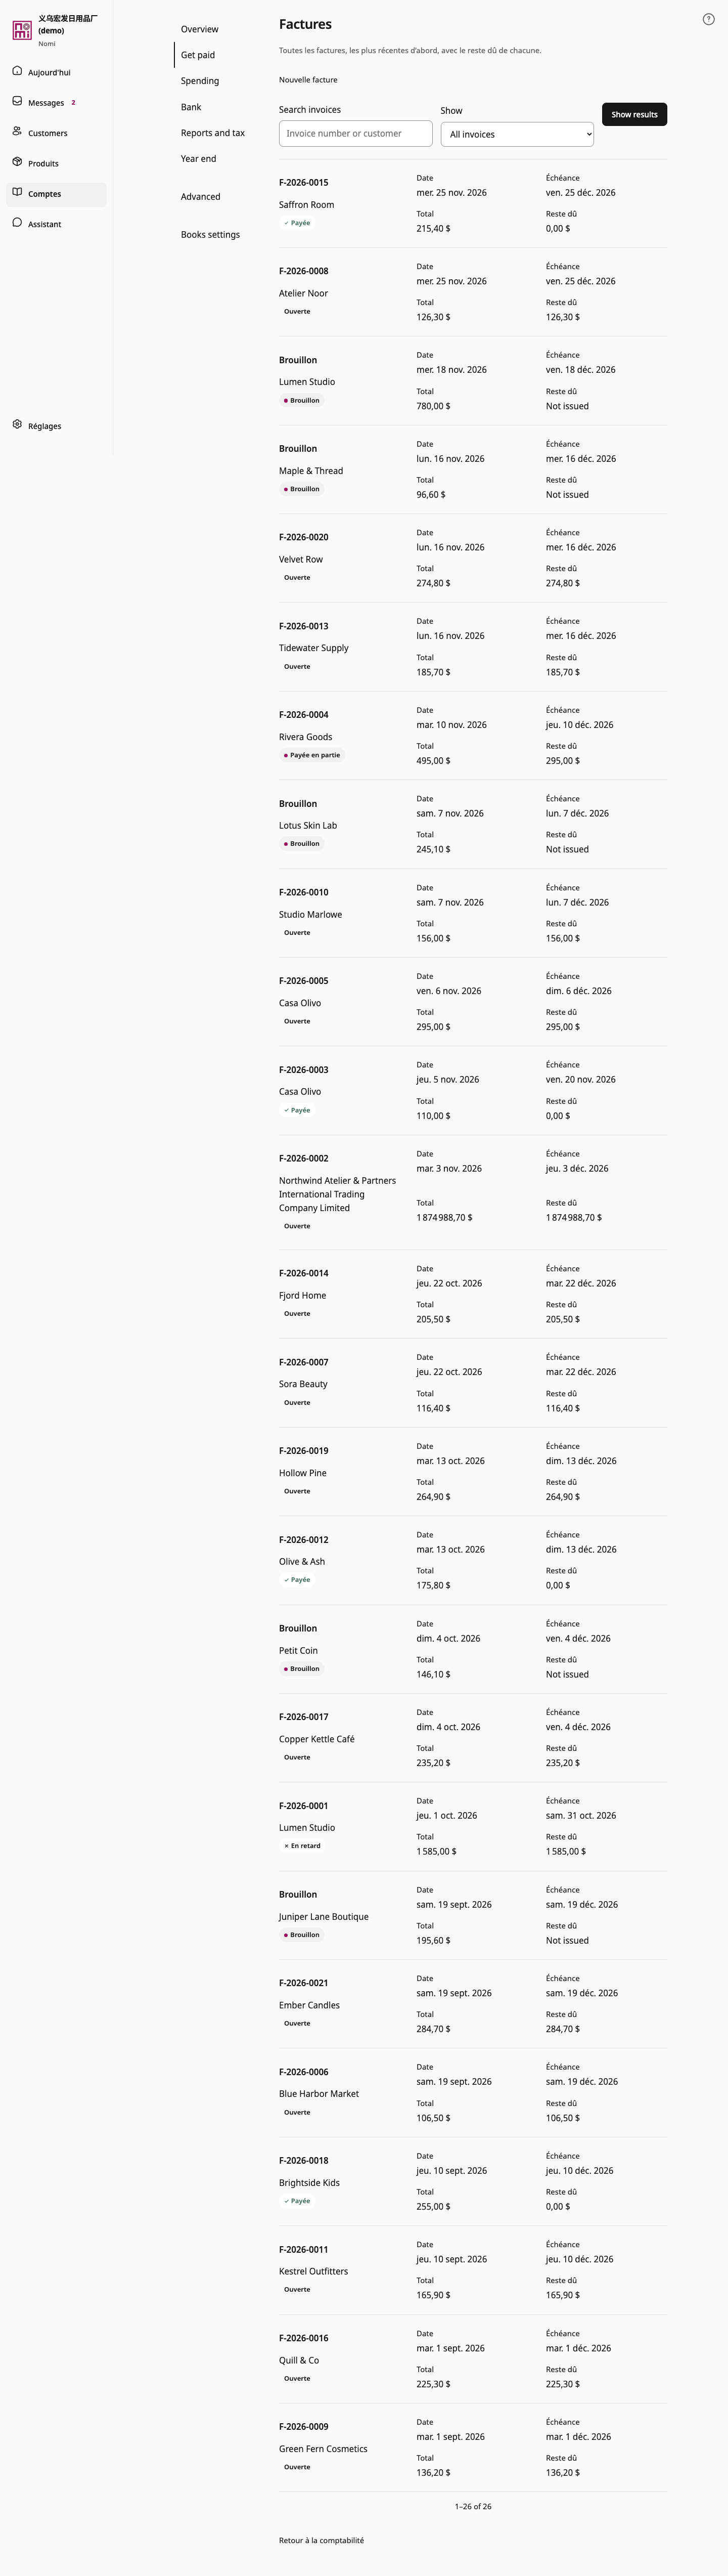 义乌宏发日用品厂
(demo)
Nomi
Aujourd'hui
Messages 2
Customers
Produits
Comptes
Assistant
Réglages
Overview
Get paid
Spending
Bank
Reports and tax
Year end
Advanced
Books settings
Factures
Toutes les factures, les plus récentes d’abord, avec le reste dû de chacune.
Nouvelle facture
Search invoices
Invoice number or customer
Show
All invoices
Show results
F-2026-0015
Saffron Room
Payée
Date
mer. 25 nov. 2026
Échéance
ven. 25 déc. 2026
Total
215,40 $
Reste dû
0,00 $
F-2026-0008
Atelier Noor
Ouverte
Date
mer. 25 nov. 2026
Échéance
ven. 25 déc. 2026
Total
126,30 $
Reste dû
126,30 $
Brouillon
Lumen Studio
Brouillon
Date
mer. 18 nov. 2026
Échéance
ven. 18 déc. 2026
Total
780,00 $
Reste dû
Not issued
Brouillon
Maple & Thread
Brouillon
Date
lun. 16 nov. 2026
Échéance
mer. 16 déc. 2026
Total
96,60 $
Reste dû
Not issued
F-2026-0020
Velvet Row
Ouverte
Date
lun. 16 nov. 2026
Échéance
mer. 16 déc. 2026
Total
274,80 $
Reste dû
274,80 $
F-2026-0013
Tidewater Supply
Ouverte
Date
lun. 16 nov. 2026
Échéance
mer. 16 déc. 2026
Total
185,70 $
Reste dû
185,70 $
F-2026-0004
Rivera Goods
Payée en partie
Date
mar. 10 nov. 2026
Échéance
jeu. 10 déc. 2026
Total
495,00 $
Reste dû
295,00 $
Brouillon
Lotus Skin Lab
Brouillon
Date
sam. 7 nov. 2026
Échéance
lun. 7 déc. 2026
Total
245,10 $
Reste dû
Not issued
F-2026-0010
Studio Marlowe
Ouverte
Date
sam. 7 nov. 2026
Échéance
lun. 7 déc. 2026
Total
156,00 $
Reste dû
156,00 $
F-2026-0005
Casa Olivo
Ouverte
Date
ven. 6 nov. 2026
Échéance
dim. 6 déc. 2026
Total
295,00 $
Reste dû
295,00 $
F-2026-0003
Casa Olivo
Payée
Date
jeu. 5 nov. 2026
Échéance
ven. 20 nov. 2026
Total
110,00 $
Reste dû
0,00 $
F-2026-0002
Northwind Atelier & Partners
International Trading
Company Limited
Ouverte
Date
mar. 3 nov. 2026
Échéance
jeu. 3 déc. 2026
Total
1 874 988,70 $
Reste dû
1 874 988,70 $
F-2026-0014
Fjord Home
Ouverte
Date
jeu. 22 oct. 2026
Échéance
mar. 22 déc. 2026
Total
205,50 $
Reste dû
205,50 $
F-2026-0007
Sora Beauty
Ouverte
Date
jeu. 22 oct. 2026
Échéance
mar. 22 déc. 2026
Total
116,40 $
Reste dû
116,40 $
F-2026-0019
Hollow Pine
Ouverte
Date
mar. 13 oct. 2026
Échéance
dim. 13 déc. 2026
Total
264,90 $
Reste dû
264,90 $
F-2026-0012
Olive & Ash
Payée
Date
mar. 13 oct. 2026
Échéance
dim. 13 déc. 2026
Total
175,80 $
Reste dû
0,00 $
Brouillon
Petit Coin
Brouillon
Date
dim. 4 oct. 2026
Échéance
ven. 4 déc. 2026
Total
146,10 $
Reste dû
Not issued
F-2026-0017
Copper Kettle Café
Ouverte
Date
dim. 4 oct. 2026
Échéance
ven. 4 déc. 2026
Total
235,20 $
Reste dû
235,20 $
F-2026-0001
Lumen Studio
En retard
Date
jeu. 1 oct. 2026
Échéance
sam. 31 oct. 2026
Total
1 585,00 $
Reste dû
1 585,00 $
Brouillon
Juniper Lane Boutique
Brouillon
Date
sam. 19 sept. 2026
Échéance
sam. 19 déc. 2026
Total
195,60 $
Reste dû
Not issued
F-2026-0021
Ember Candles
Ouverte
Date
sam. 19 sept. 2026
Échéance
sam. 19 déc. 2026
Total
284,70 $
Reste dû
284,70 $
F-2026-0006
Blue Harbor Market
Ouverte
Date
sam. 19 sept. 2026
Échéance
sam. 19 déc. 2026
Total
106,50 $
Reste dû
106,50 $
F-2026-0018
Brightside Kids
Payée
Date
jeu. 10 sept. 2026
Échéance
jeu. 10 déc. 2026
Total
255,00 $
Reste dû
0,00 $
F-2026-0011
Kestrel Outfitters
Ouverte
Date
jeu. 10 sept. 2026
Échéance
jeu. 10 déc. 2026
Total
165,90 $
Reste dû
165,90 $
F-2026-0016
Quill & Co
Ouverte
Date
mar. 1 sept. 2026
Échéance
mar. 1 déc. 2026
Total
225,30 $
Reste dû
225,30 $
F-2026-0009
Green Fern Cosmetics
Ouverte
Date
mar. 1 sept. 2026
Échéance
mar. 1 déc. 2026
Total
136,20 $
Reste dû
136,20 $
1–26 of 26
Retour à la comptabilité